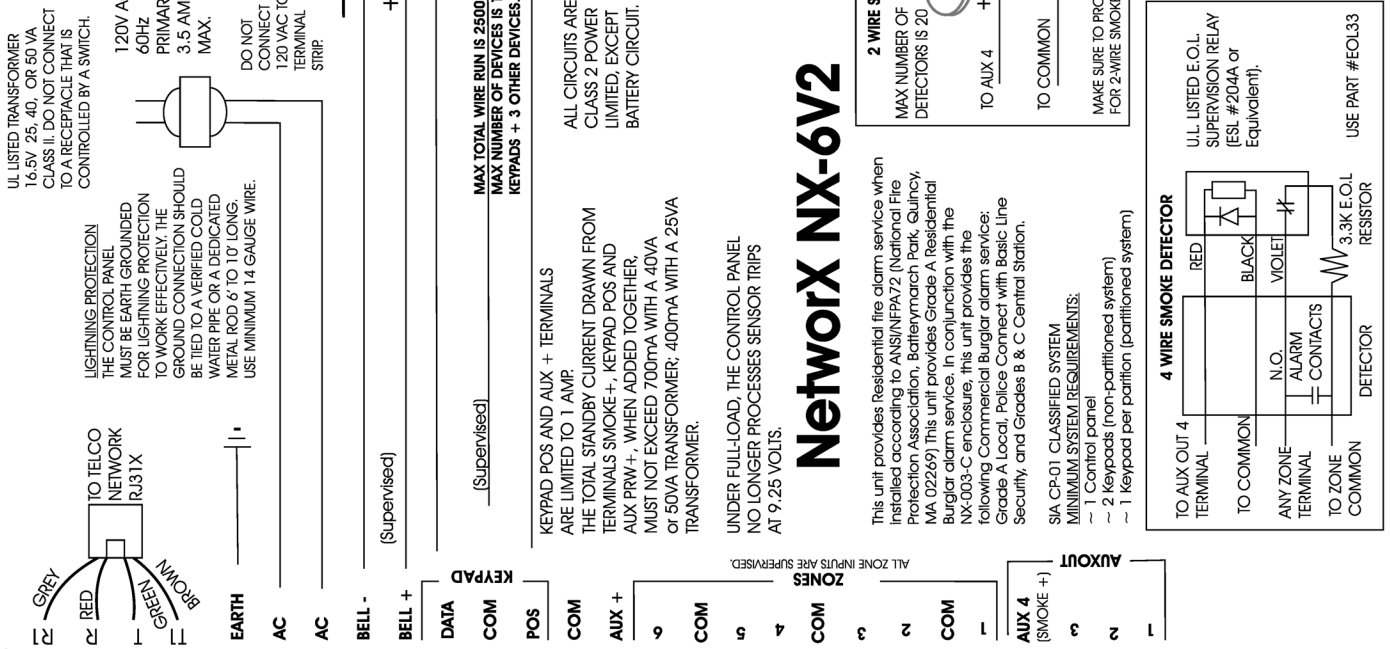 R1
R
T
T1
GREY
RED
GREEN
BROWN
TO TELCO
NETWORK
RJ31X
UL LISTED TRANSFORMER
16.5V 25, 40, OR 50 VA
CLASS II. DO NOT CONNECT
TO A RECEPTACLE THAT IS
CONTROLLED BY A SWITCH.
120V A
60Hz
PRIMAR
3.5 AM
MAX.
DO NOT
CONNECT
120 VAC TO
TERMINAL
STRIP.
LIGHTNING PROTECTION
THE CONTROL PANEL
MUST BE EARTH GROUNDED
FOR LIGHTNING PROTECTION
TO WORK EFFECTIVELY. THE
GROUND CONNECTION SHOULD
BE TIED TO A VERIFIED COLD
WATER PIPE OR A DEDICATED
METAL ROD 6' TO 10' LONG.
USE MINIMUM 14 GAUGE WIRE.
EARTH
AC
AC
BELL -
BELL +
(Supervised)
+
KEYPAD
DATA
COM
POS
(Supervised)
MAX TOTAL WIRE RUN IS 2500
MAX NUMBER OF DEVICES IS 1
KEYPADS + 3 OTHER DEVICES.
COM
AUX +
KEYPAD POS AND AUX + TERMINALS
ARE LIMITED TO 1 AMP.
THE TOTAL STANDBY CURRENT DRAWN FROM
TERMINALS SMOKE+, KEYPAD POS AND
AUX PRW+, WHEN ADDED TOGETHER,
MUST NOT EXCEED 700mA WITH A 40VA
or 50VA TRANSFORMER; 400mA WITH A 25VA
TRANSFORMER.
ALL CIRCUITS ARE
CLASS 2 POWER
LIMITED, EXCEPT
BATTERY CIRCUIT.
UNDER FULL-LOAD, THE CONTROL PANEL
NO LONGER PROCESSES SENSOR TRIPS
AT 9.25 VOLTS.
6
COM
5
4
COM
3
2
COM
1
ZONES
ALL ZONE INPUTS ARE SUPERVISED.
NetworX NX-6V2
This unit provides Residential fire alarm service when
installed according to ANSI/NFPA72 (National Fire
Protection Association, Batterymarch Park, Quincy,
MA 02269) This unit provides Grade A Residential
Burglar alarm service. In conjunction with the
NX-003-C enclosure, this unit provides the
following Commercial Burglar alarm service:
Grade A Local, Police Connect with Basic Line
Security, and Grades B & C Central Station.
SIA CP-01 CLASSIFIED SYSTEM
MINIMUM SYSTEM REQUIREMENTS:
~ 1 Control panel
~ 2 Keypads (non-partitioned system)
~ 1 Keypad per parition (partitioned system)
2 WIRE S
MAX NUMBER OF
DETECTORS IS 20
+
TO AUX 4
TO COMMON
MAKE SURE TO PRO
FOR 2-WIRE SMOKE
AUX 4
(SMOKE +)
3
2
1
AUXOUT
4 WIRE SMOKE DETECTOR
TO AUX OUT 4
TERMINAL
TO COMMON
ANY ZONE
TERMINAL
TO ZONE
COMMON
N.O.
ALARM
CONTACTS
DETECTOR
RED
BLACK
VIOLET
3.3K E.O.L
RESISTOR
U.L. LISTED E.O.L.
SUPERVISION RELAY
(ESL #204A or
Equivalent).
USE PART #EOL33